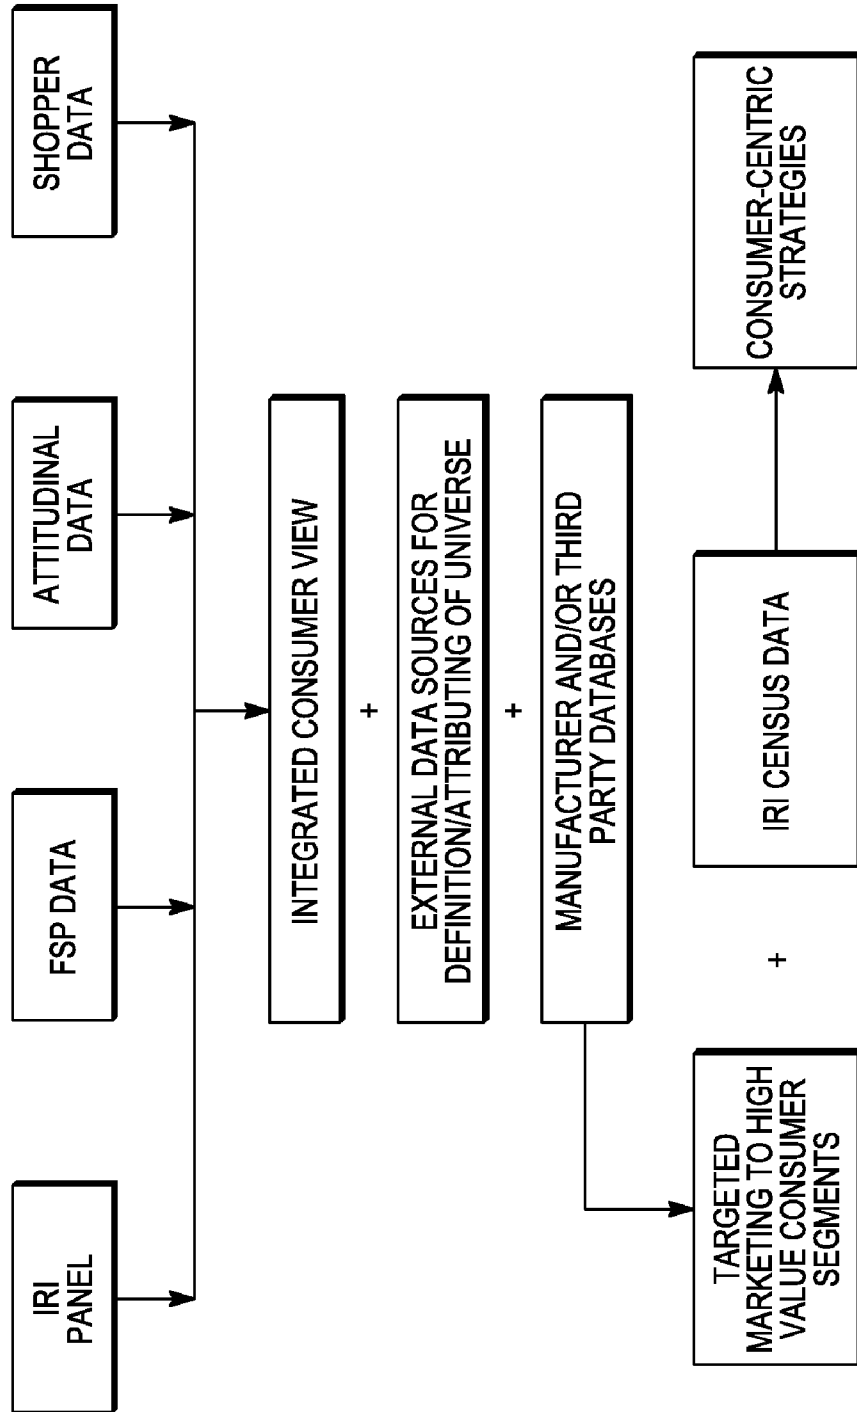 IRI
PANEL
FSP DATA
ATTITUDINAL
DATA
SHOPPER
DATA
INTEGRATED CONSUMER VIEW
+
EXTERNAL DATA SOURCES FOR
DEFINITION/ATTRIBUTING OF UNIVERSE
+
MANUFACTURER AND/OR THIRD
PARTY DATABASES
TARGETED
MARKETING TO HIGH
VALUE CONSUMER
SEGMENTS
+
IRI CENSUS DATA
CONSUMER-CENTRIC
STRATEGIES